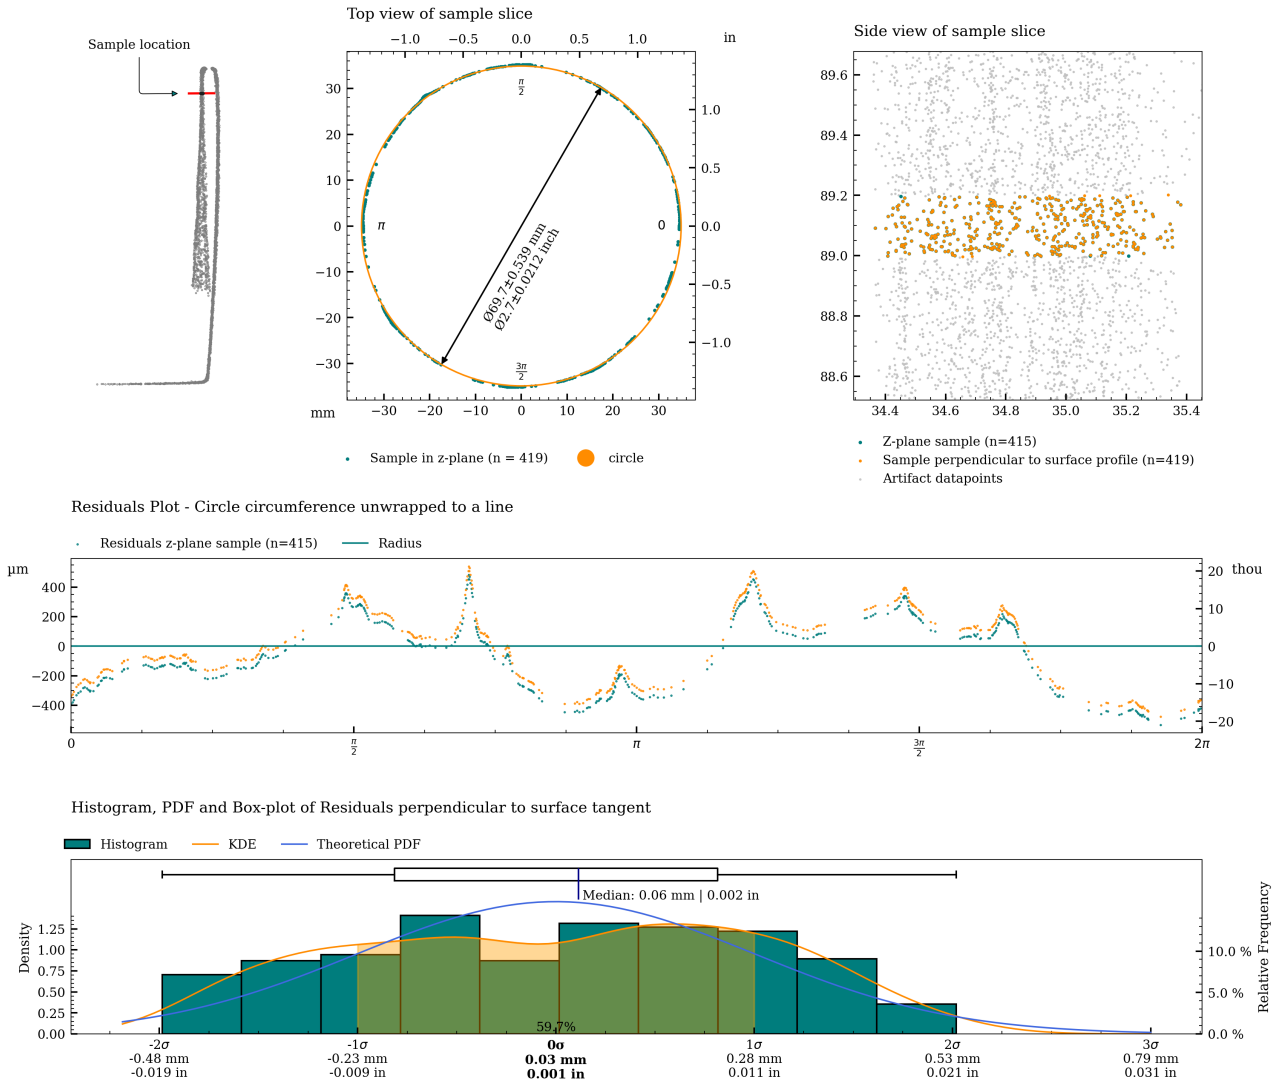 Sample location
Top view of sample slice
−1.0 −0.5 0.0 0.5 1.0 in
30
20
10
0
−10
−20
−30
mm
−30 −20 −10 0 10 20 30
1.0
0.5
0.0
−0.5
−1.0
π/2
π
0
3π/2
Ø69.7±0.539 mm
Ø2.7±0.0212 inch
Sample in z-plane (n = 419) circle
Side view of sample slice
89.6
89.4
89.2
89.0
88.8
88.6
34.4 34.6 34.8 35.0 35.2 35.4
Z-plane sample (n=415)
Sample perpendicular to surface profile (n=419)
Artifact datapoints
Residuals Plot - Circle circumference unwrapped to a line
Residuals z-plane sample (n=415) Radius
µm
400
200
0
−200
−400
20 thou
10
0
−10
−20
0 π/2 π 3π/2 2π
Histogram, PDF and Box-plot of Residuals perpendicular to surface tangent
Histogram KDE Theoretical PDF
Median: 0.06 mm | 0.002 in
Density
1.25
1.00
0.75
0.50
0.25
0.00
59.7%
Relative Frequency
10.0 %
5.0 %
0.0 %
-2σ -1σ 0σ 1σ 2σ 3σ
-0.48 mm -0.23 mm 0.03 mm 0.28 mm 0.53 mm 0.79 mm
-0.019 in -0.009 in 0.001 in 0.011 in 0.021 in 0.031 in